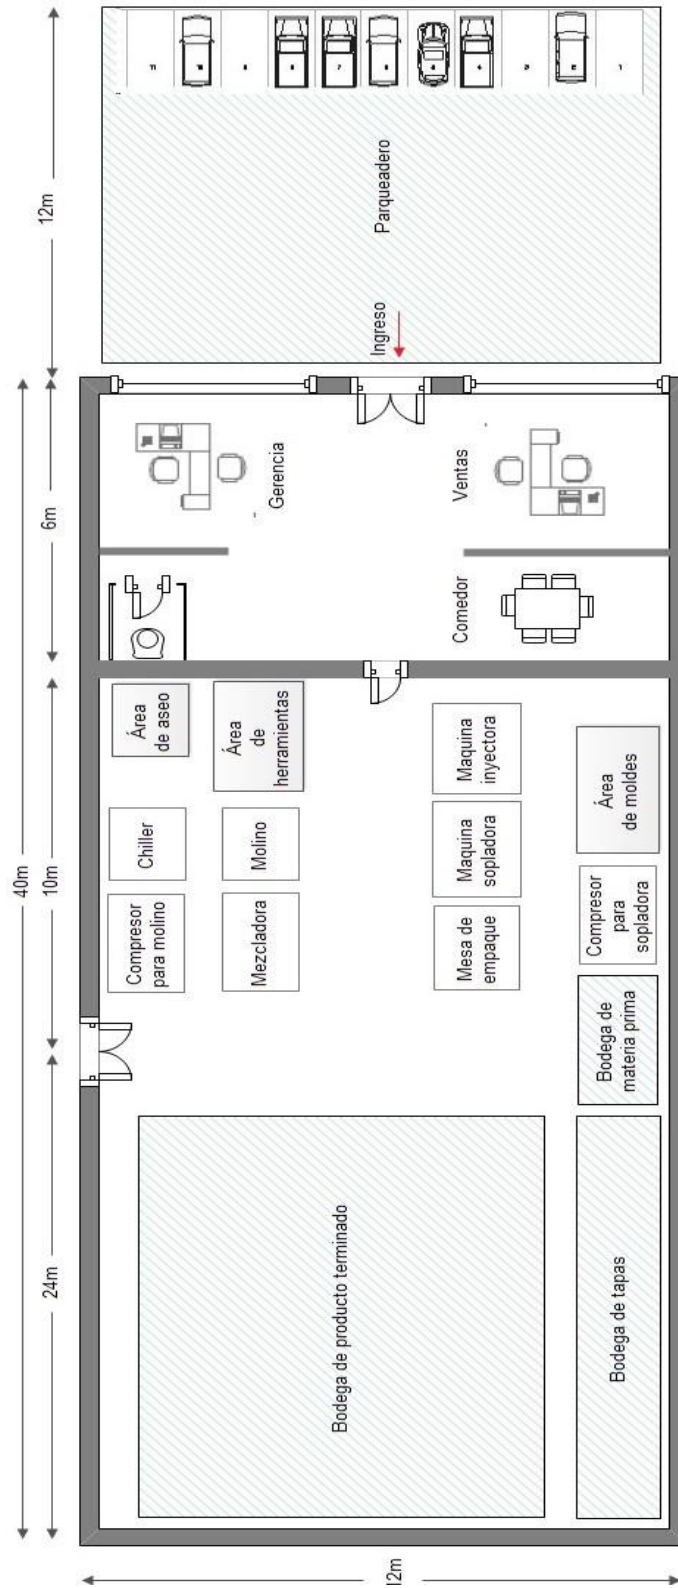 40m
24m
10m
6m
12m
12m
Compresor
para molino
Chiller
Área
de aseo
Mezcladora
Molino
Área
de
herramientas
Gerencia
Bodega de producto terminado
Ingreso
Parqueadero
Mesa de
empaque
Maquina
sopladora
Maquina
inyectora
Comedor
Ventas
Bodega de tapas
Bodega de
materia prima
Compresor
para
sopladora
Área
de moldes